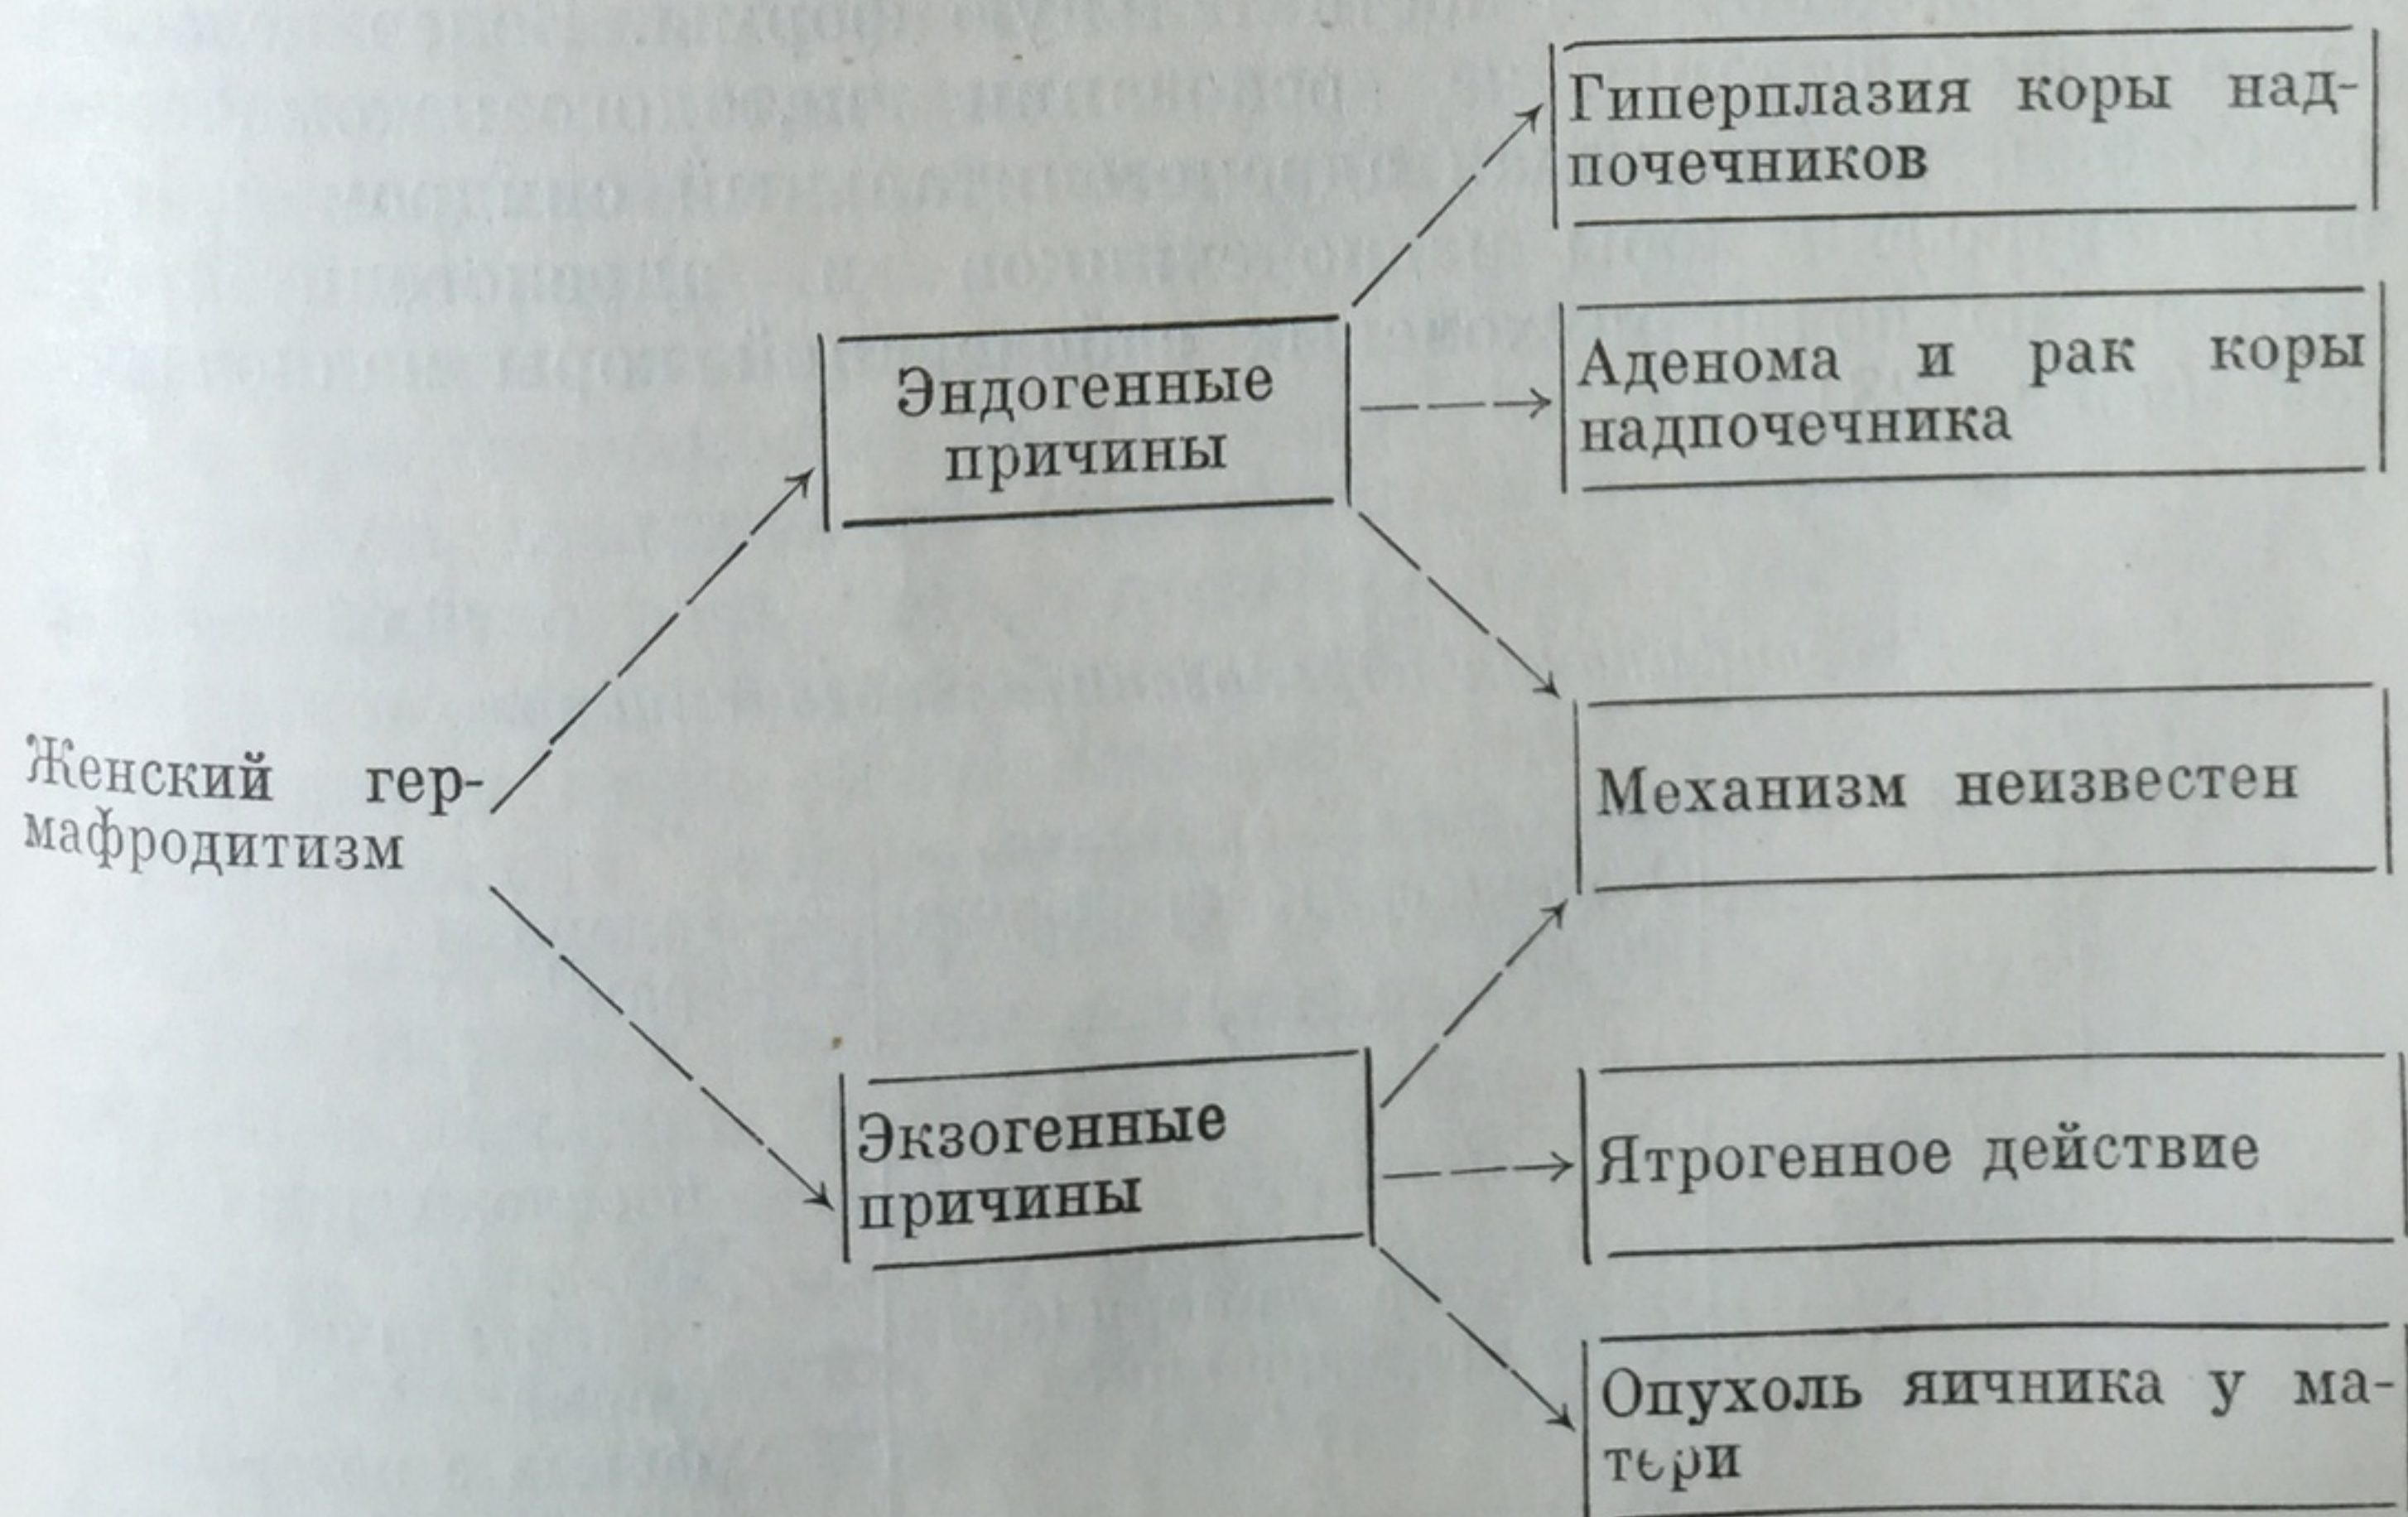 Гиперплазия коры над-
почечников
Аденома и рак коры
надпочечника
Эндогенные
причины
Женский гер-
мафродитизм
Механизм неизвестен
Экзогенные
причины
Ятрогенное действие
Опухоль яичника у ма-
тери